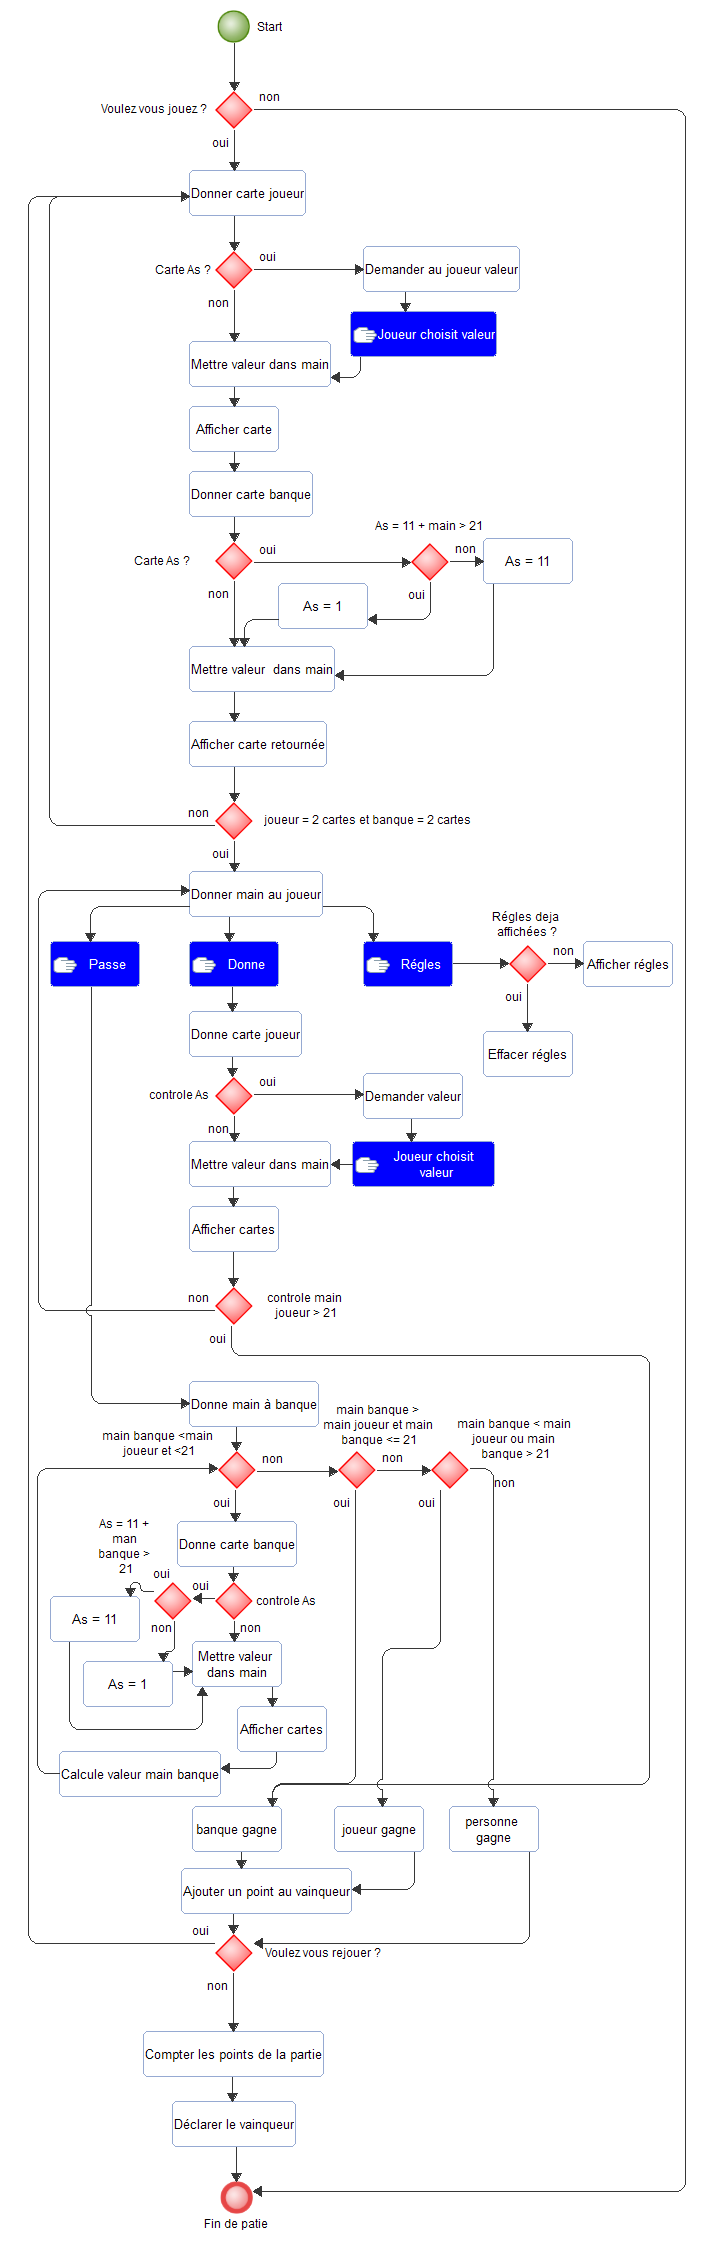 Start
Voulez vous jouez ?
non
oui
Donner carte joueur
Carte As ?
oui
Demander au joueur valeur
non
Joueur choisit valeur
Mettre valeur dans main
Afficher carte
Donner carte banque
As = 11 + main > 21
Carte As ?
oui
non
As = 11
non
oui
As = 1
Mettre valeur dans main
Afficher carte retournée
non
joueur = 2 cartes et banque = 2 cartes
oui
Donner main au joueur
Régles deja
affichées ?
Passe
Donne
Régles
non
Afficher régles
oui
Donne carte joueur
Effacer régles
controle As
oui
Demander valeur
non
Mettre valeur dans main
Joueur choisit
valeur
Afficher cartes
non
controle main
joueur > 21
oui
Donne main à banque
main banque <main
joueur et <21
main banque >
main joueur et main
banque <= 21
main banque < main
joueur ou main
banque > 21
non
non
non
oui
oui
oui
As = 11 +
man
banque >
21
Donne carte banque
oui
oui
controle As
As = 11
non
non
Mettre valeur
dans main
As = 1
Afficher cartes
Calcule valeur main banque
banque gagne
joueur gagne
personne
gagne
Ajouter un point au vainqueur
oui
Voulez vous rejouer ?
non
Compter les points de la partie
Déclarer le vainqueur
Fin de patie